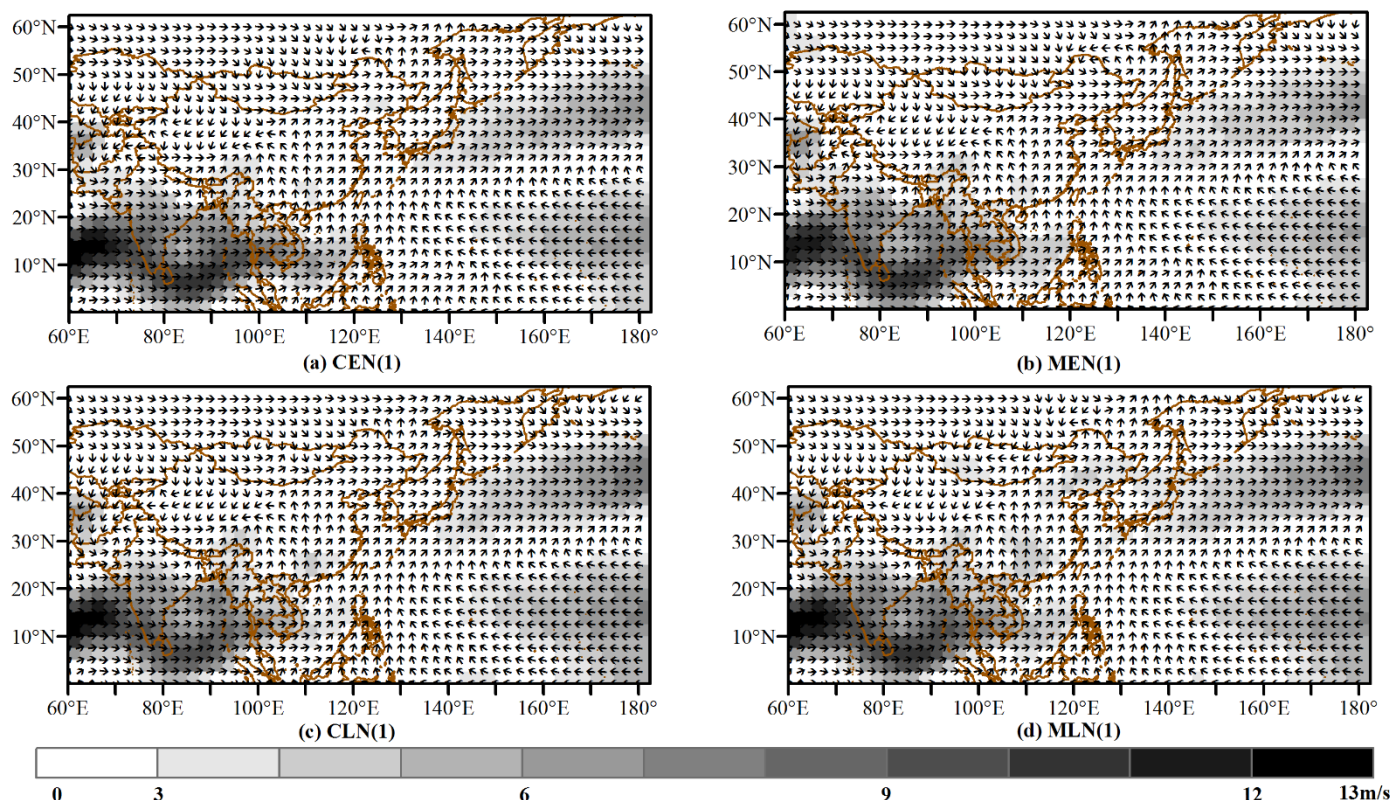 60°N
50°N
40°N
30°N
20°N
10°N
60°E 80°E 100°E 120°E 140°E 160°E 180°
(a) CEN(1)
60°N
50°N
40°N
30°N
20°N
10°N
60°E 80°E 100°E 120°E 140°E 160°E 180°
(b) MEN(1)
60°N
50°N
40°N
30°N
20°N
10°N
60°E 80°E 100°E 120°E 140°E 160°E 180°
(c) CLN(1)
60°N
50°N
40°N
30°N
20°N
10°N
60°E 80°E 100°E 120°E 140°E 160°E 180°
(d) MLN(1)
0 3 6 9 12 13m/s